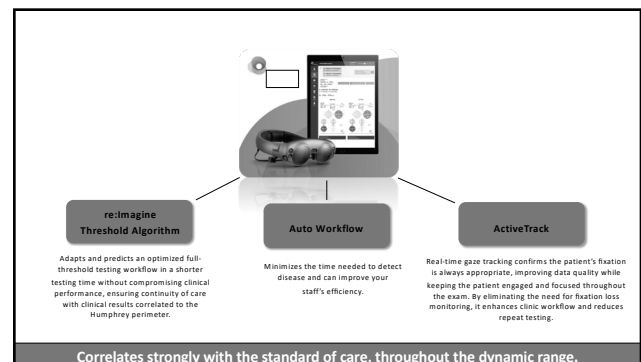 re:Imagine
Threshold Algorithm
Adapts and predicts an optimized full-
threshold testing workflow in a shorter
testing time without compromising clinical
performance, ensuring continuity of care
with clinical results correlated to the
Humphrey perimeter.
Auto Workflow
Minimizes the time needed to detect
disease and can improve your
staff’s efficiency.
ActiveTrack
Real-time gaze tracking confirms the patient’s fixation
is always appropriate, improving data quality while
keeping the patient engaged and focused throughout
the exam. By eliminating the need for fixation loss
monitoring, it enhances clinic workflow and reduces
repeat testing.
Correlates strongly with the standard of care, throughout the dynamic range.